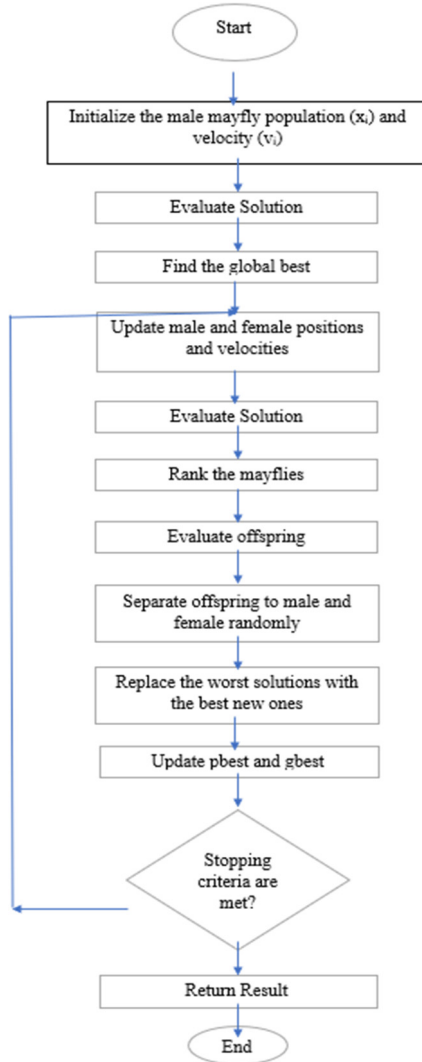 Start
Initialize the male mayfly population (xᵢ) and
velocity (vᵢ)
Evaluate Solution
Find the global best
Update male and female positions
and velocities
Evaluate Solution
Rank the mayflies
Evaluate offspring
Separate offspring to male and
female randomly
Replace the worst solutions with
the best new ones
Update pbest and gbest
Stopping
criteria are
met?
Return Result
End